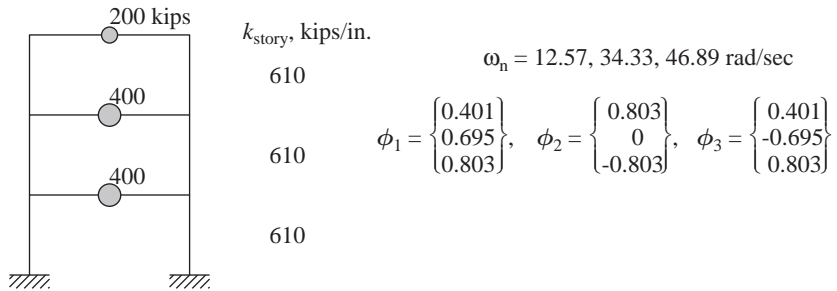 200 kips
k_story, kips/in.
610
400
610
400
610
ω_n = 12.57, 34.33, 46.89 rad/sec
ϕ_1 = {0.401 0.695 0.803}, ϕ_2 = {0.803 0 -0.803}, ϕ_3 = {0.401 -0.695 0.803}